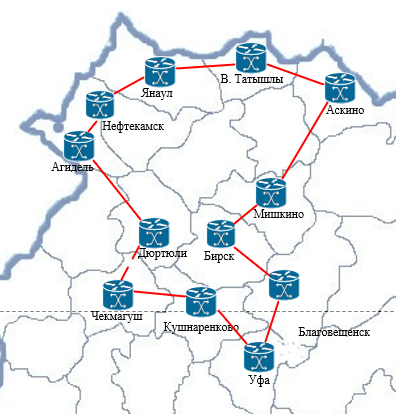 В. Татышлы
Янаул
Аскино
Нефтекамск
Агидель
Мишкино
Дюртюли
Бирск
Чекмагуш
Кушнаренково
Благовещенск
Уфа